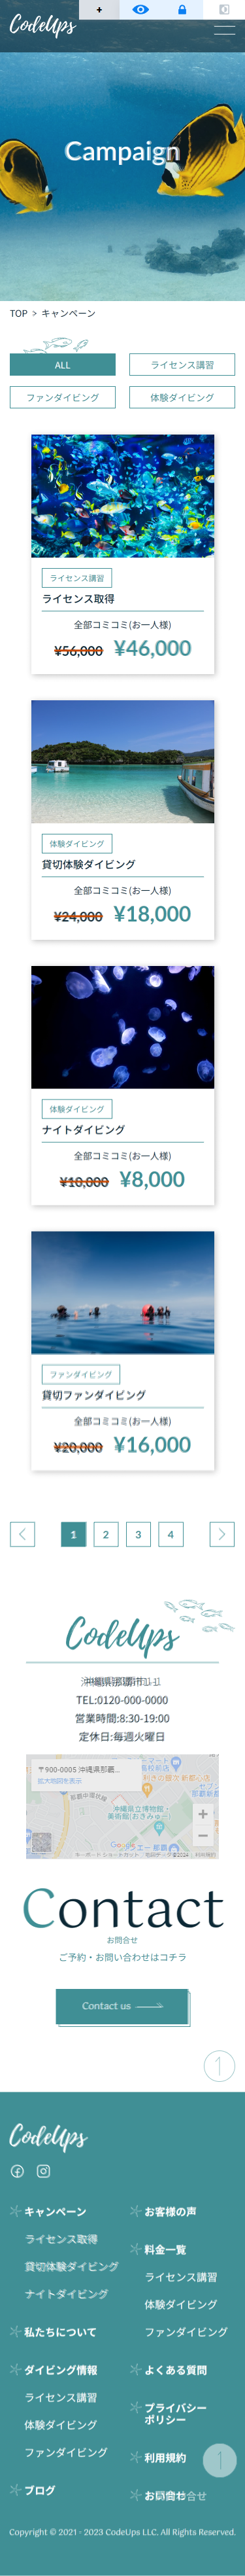 CodeUps
Campaign
TOP > キャンペーン
ALL
ライセンス講習
ファンダイビング
体験ダイビング
ライセンス講習
ライセンス取得
全部コミコミ(お一人様)
¥56,000 ¥46,000
体験ダイビング
貸切体験ダイビング
全部コミコミ(お一人様)
¥24,000 ¥18,000
体験ダイビング
ナイトダイビング
全部コミコミ(お一人様)
¥10,000 ¥8,000
ファンダイビング
貸切ファンダイビング
全部コミコミ(お一人様)
¥20,000 ¥16,000
1 2 3 4
CodeUps
TEL:0120-000-0000
営業時間:8:30-19:00
定休日:毎週火曜日
〒900-0005 沖縄県那覇...
拡大地図を表示
沖縄県立博物館・
美術館(おきみゅー)
Google
Contact
お問合せ
ご予約・お問い合わせはコチラ
Contact us
CodeUps
キャンペーン
ライセンス取得
貸切体験ダイビング
ナイトダイビング
私たちについて
ダイビング情報
ライセンス講習
体験ダイビング
ファンダイビング
ブログ
お客様の声
料金一覧
ライセンス講習
体験ダイビング
ファンダイビング
よくある質問
プライバシー
ポリシー
利用規約
Copyright © 2021 - 2023 CodeUps LLC. All Rights Reserved.